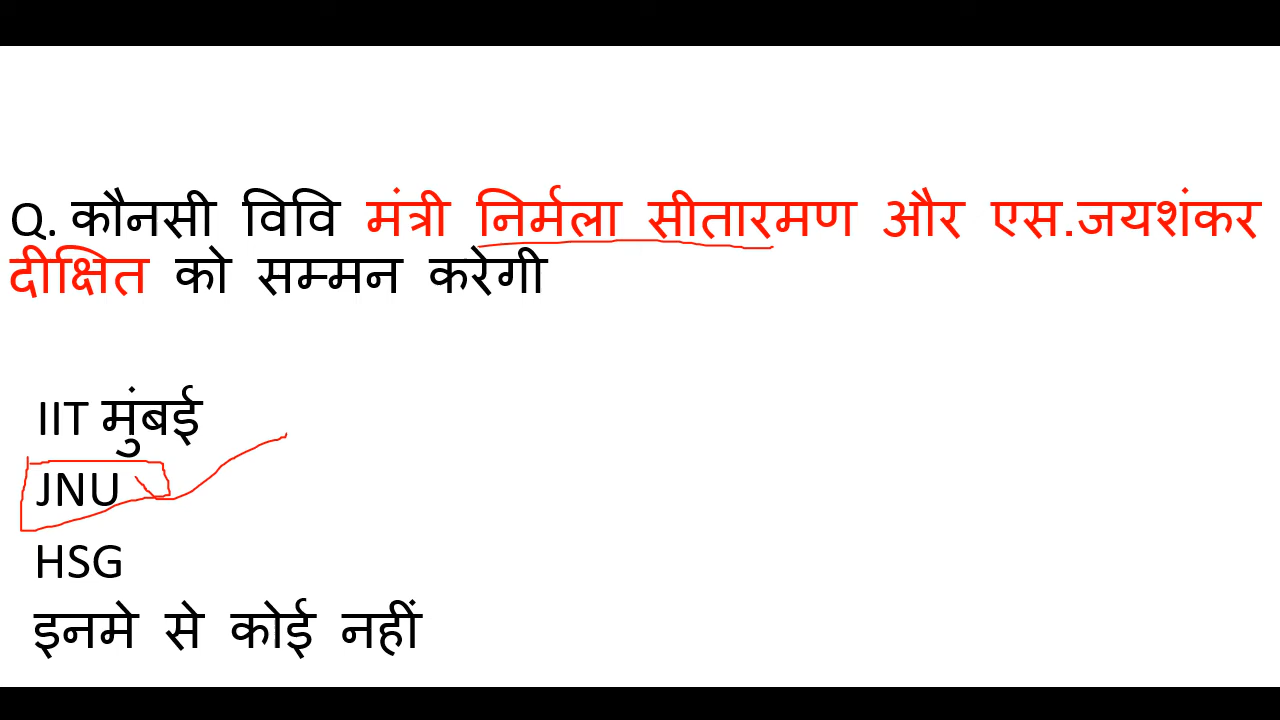 Q. कौनसी विवि मंत्री निर्मला सीतारमण और एस.जयशंकर
दीक्षित को सम्मन करेगी
IIT मुंबई
JNU
HSG
इनमे से कोई नहीं